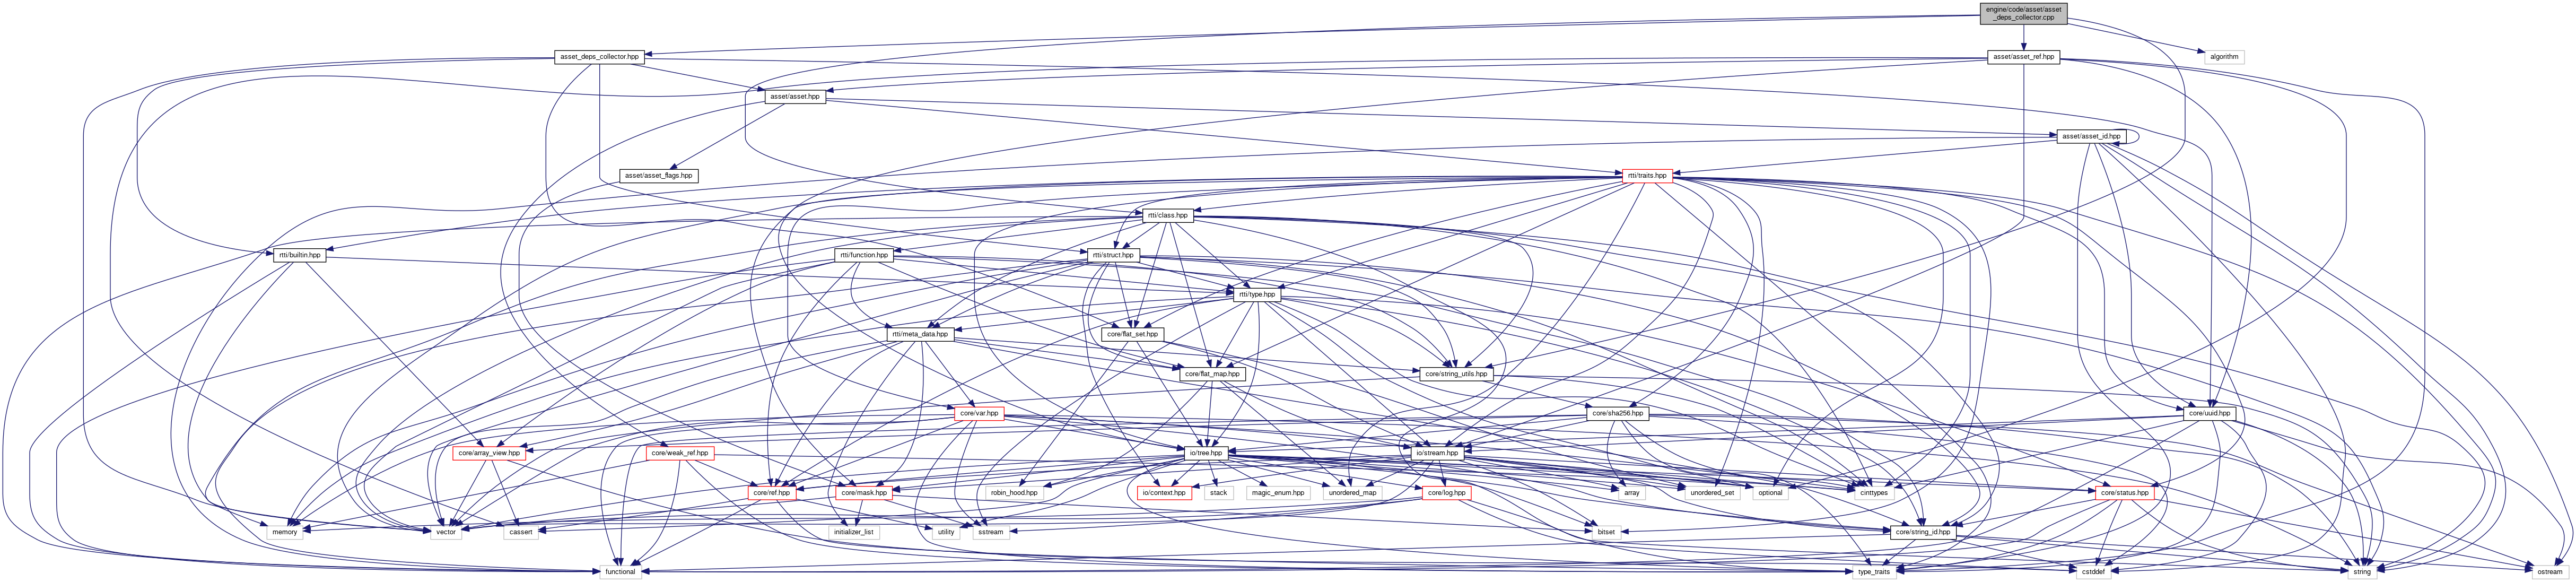 engine/code/asset/asset
_deps_collector.cpp
asset_deps_collector.hpp
asset/asset_ref.hpp
algorithm
asset/asset.hpp
asset/asset_id.hpp
asset/asset_flags.hpp
rtti/traits.hpp
rtti/class.hpp
rtti/builtin.hpp
rtti/function.hpp
rtti/struct.hpp
rtti/type.hpp
rtti/meta_data.hpp
core/flat_set.hpp
core/flat_map.hpp
core/string_utils.hpp
core/var.hpp
core/sha256.hpp
core/uuid.hpp
core/array_view.hpp
core/weak_ref.hpp
io/tree.hpp
io/stream.hpp
core/ref.hpp
core/mask.hpp
robin_hood.hpp
io/context.hpp
stack
magic_enum.hpp
unordered_map
core/log.hpp
array
unordered_set
optional
cinttypes
core/status.hpp
memory
vector
cassert
initializer_list
utility
sstream
bitset
core/string_id.hpp
functional
type_traits
cstddef
string
ostream